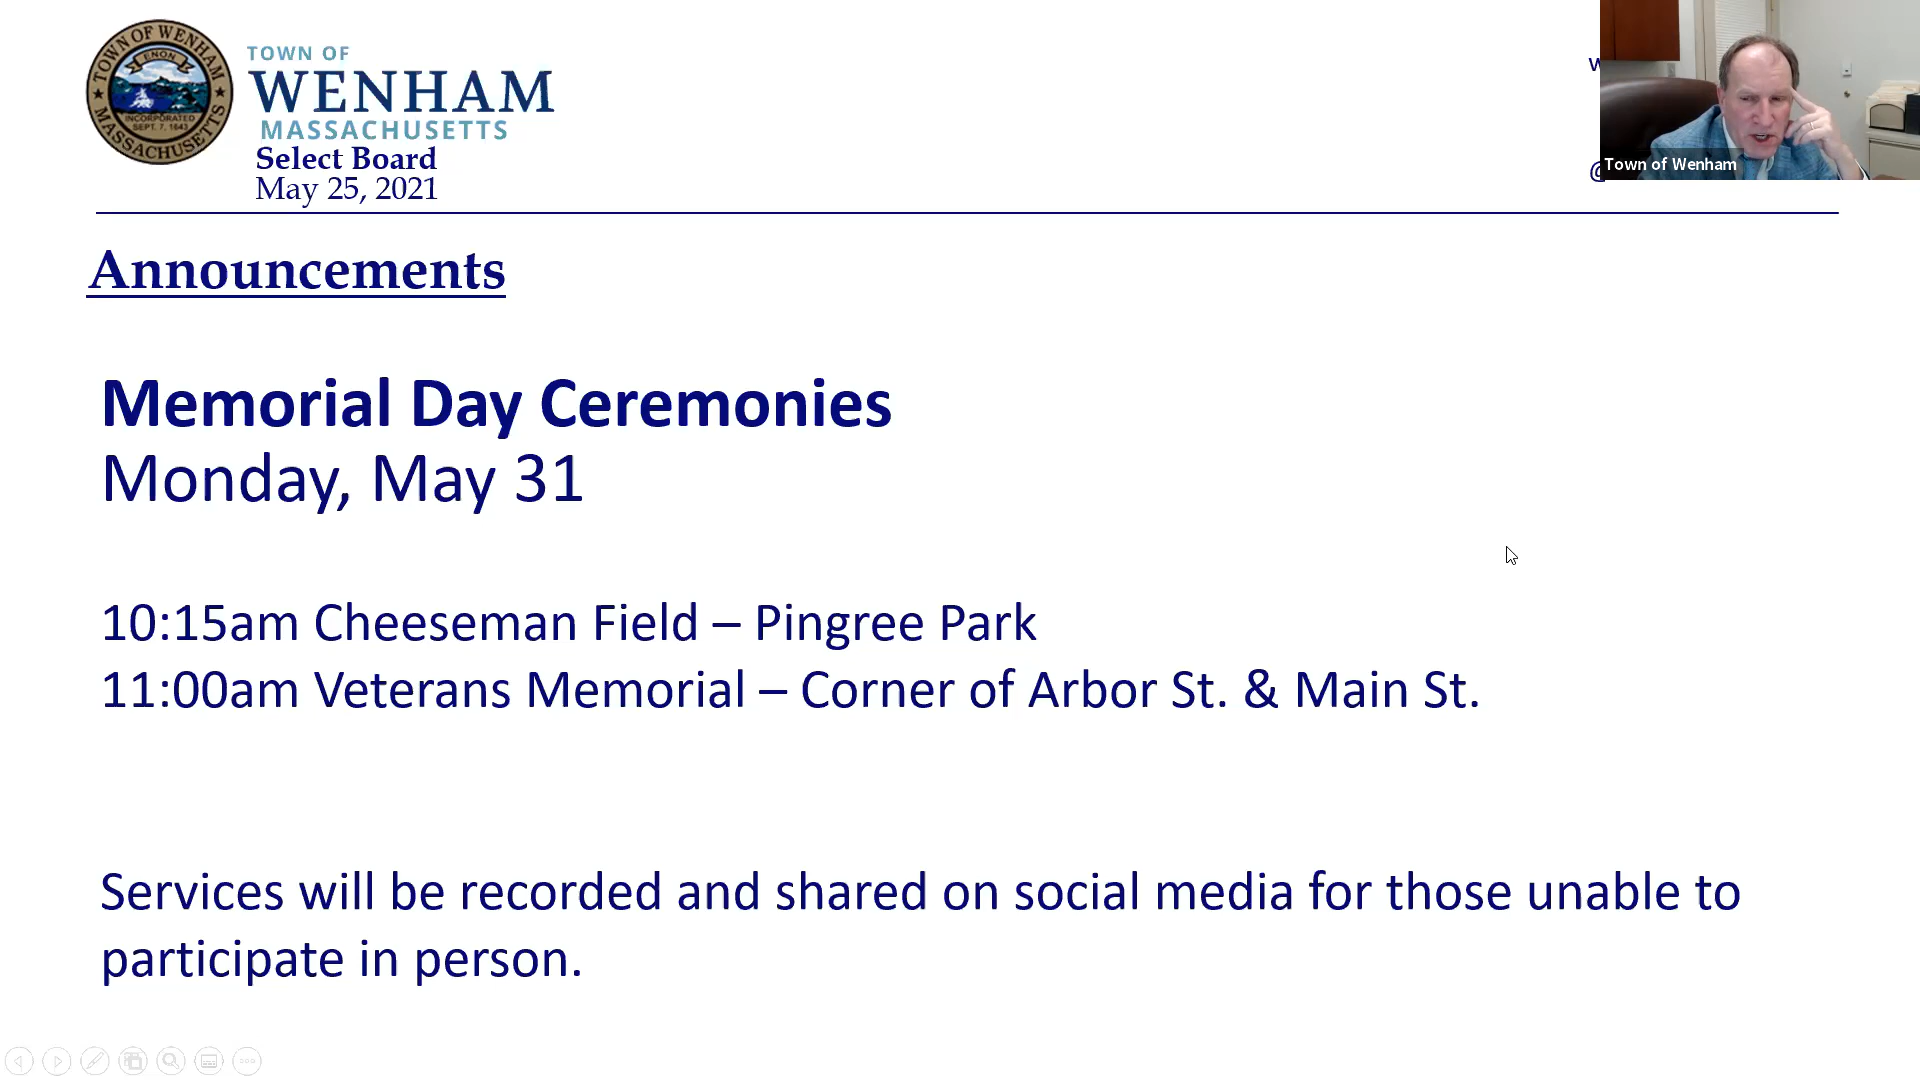 TOWN OF WENHAM
ENON
INCORPORATED
SEPT. 7, 1643
MASSACHUSETTS
TOWN OF
WENHAM
MASSACHUSETTS
Select Board
May 25, 2021
Town of Wenham
Announcements
Memorial Day Ceremonies
Monday, May 31
10:15am Cheeseman Field – Pingree Park
11:00am Veterans Memorial – Corner of Arbor St. & Main St.
Services will be recorded and shared on social media for those unable to
participate in person.